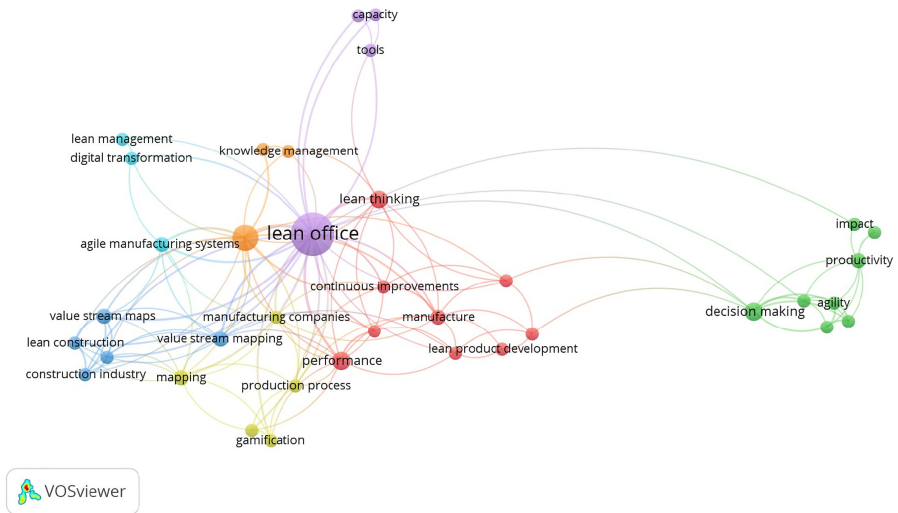 capacity
tools
lean management
digital transformation
knowledge management
lean thinking
lean office
agile manufacturing systems
impact
productivity
continuous improvements
agility
decision making
value stream maps
manufacturing companies
manufacture
lean construction
value stream mapping
lean product development
performance
construction industry
mapping
production process
gamification
VOSviewer